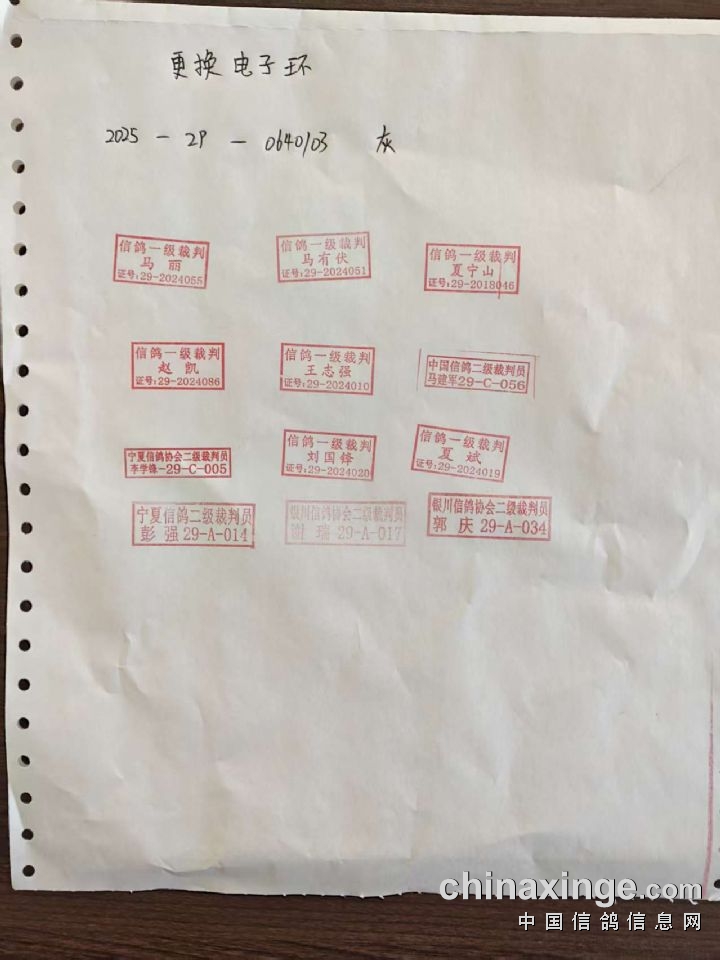 更换电子环
2025-29-0640103 灰
信鸽一级裁判
马丽
证号:29-2024055
信鸽一级裁判
马有伏
证号:29-2024051
信鸽一级裁判
夏宁山
证号:29-2018046
信鸽一级裁判
赵凯
证号:29-2024086
信鸽一级裁判
王志强
证号:29-2024010
中国信鸽二级裁判员
马建军29-C-056
宁夏信鸽协会二级裁判员
李学锋-29-C-005
信鸽一级裁判
刘国锋
证号:29-2024020
信鸽一级裁判
夏斌
证号:29-2024019
宁夏信鸽二级裁判员
彭强29-A-014
银川信鸽协会二级裁判员
谢瑞 29-A-017
银川信鸽协会二级裁判员
郭庆 29-A-034
chinaxinge.com
中国信鸽信息网